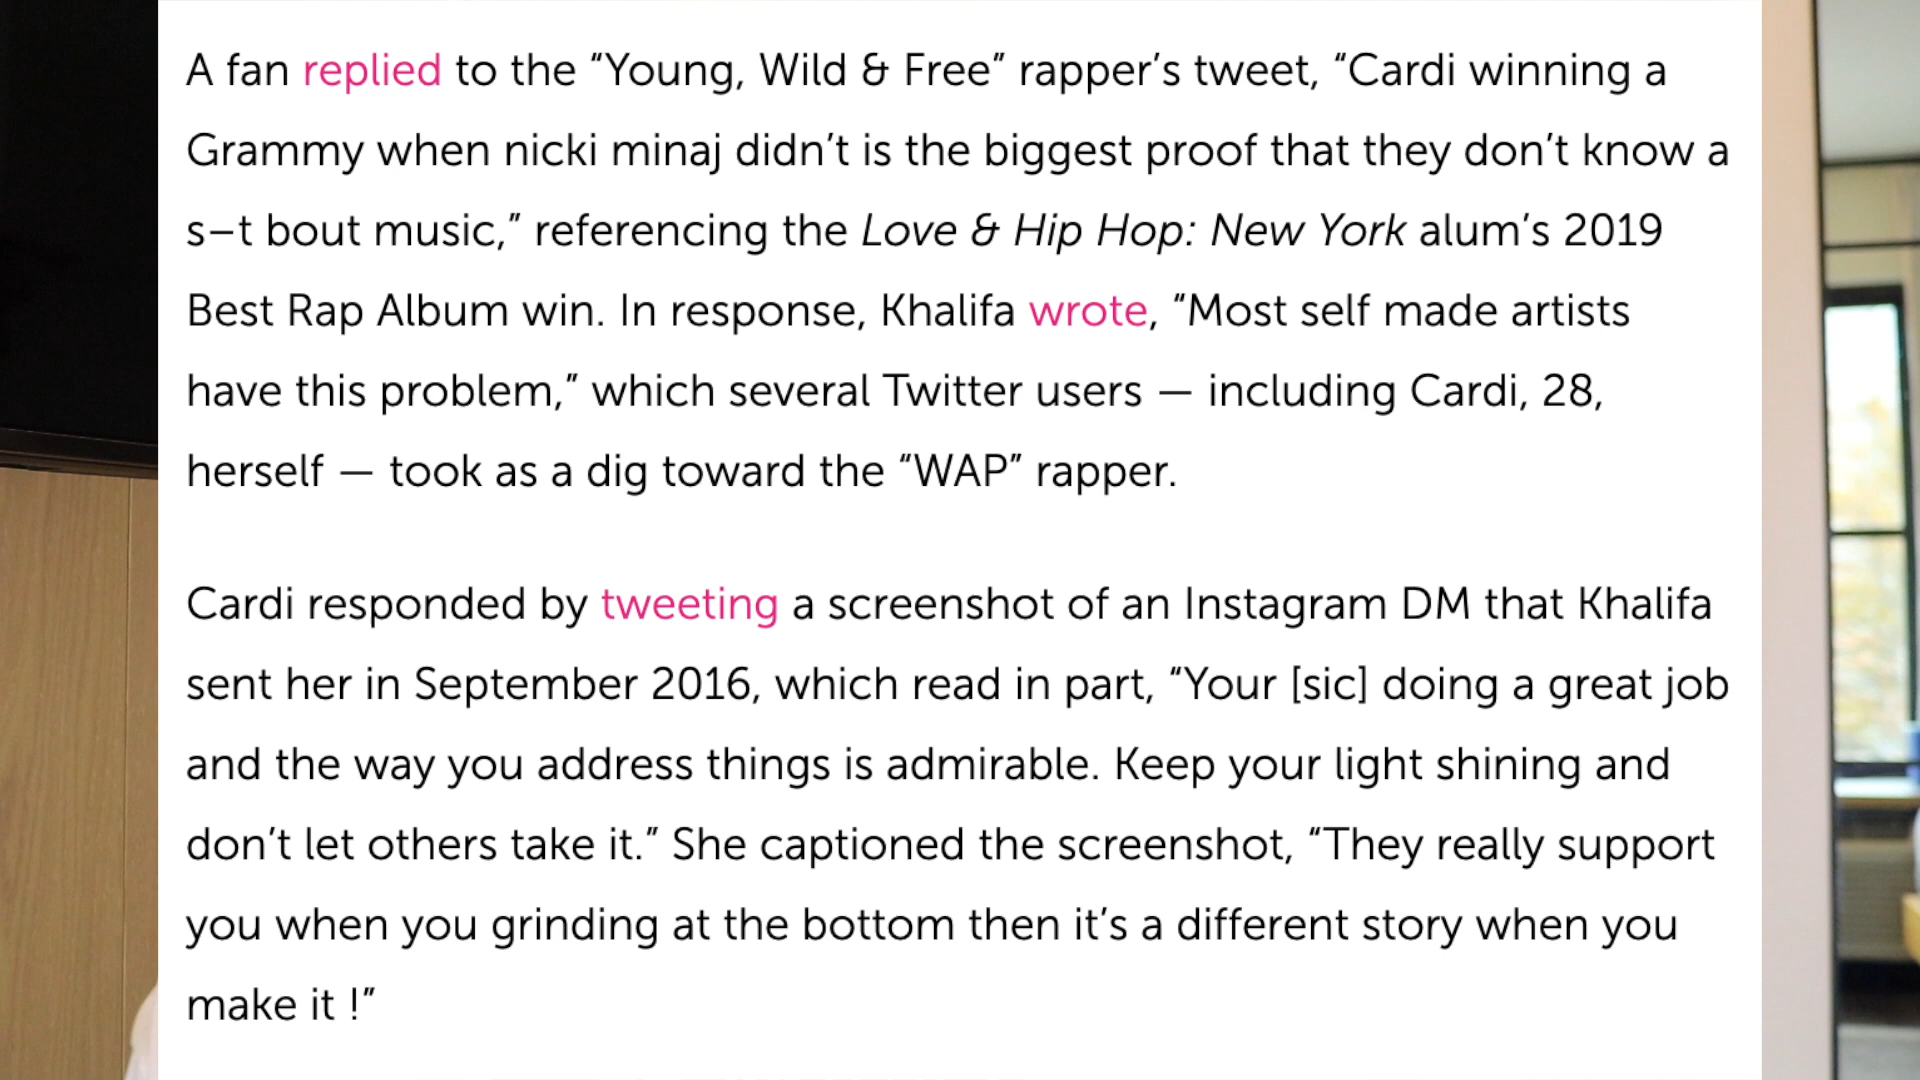 A fan replied to the “Young, Wild & Free” rapper’s tweet, “Cardi winning a
Grammy when nicki minaj didn’t is the biggest proof that they don’t know a
s–t bout music,” referencing the Love & Hip Hop: New York alum’s 2019
Best Rap Album win. In response, Khalifa wrote, “Most self made artists
have this problem,” which several Twitter users — including Cardi, 28,
herself — took as a dig toward the “WAP” rapper.
Cardi responded by tweeting a screenshot of an Instagram DM that Khalifa
sent her in September 2016, which read in part, “Your [sic] doing a great job
and the way you address things is admirable. Keep your light shining and
don’t let others take it.” She captioned the screenshot, “They really support
you when you grinding at the bottom then it’s a different story when you
make it !”